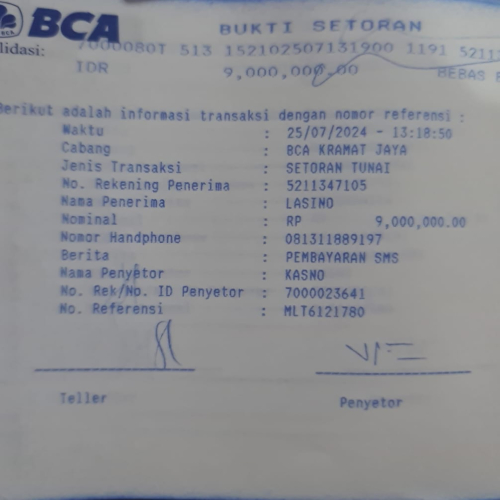 BCA
BUKTI SETORAN
lidasi: 7000080T 513 152102507131900 1191 5211
IDR 9,000,000.00 BEBAS
Berikut adalah informasi transaksi dengan nomor referensi :
Waktu : 25/07/2024 - 13:18:50
Cabang : BCA KRAMAT JAYA
Jenis Transaksi : SETORAN TUNAI
No. Rekening Penerima : 5211347105
Nama Penerima : LASINO
Nominal : RP 9,000,000.00
Nomor Handphone : 081311889197
Berita : PEMBAYARAN SMS
Nama Penyetor : KASNO
No. Rek/No. ID Penyetor : 7000023641
No. Referensi : MLT6121780
Teller Penyetor